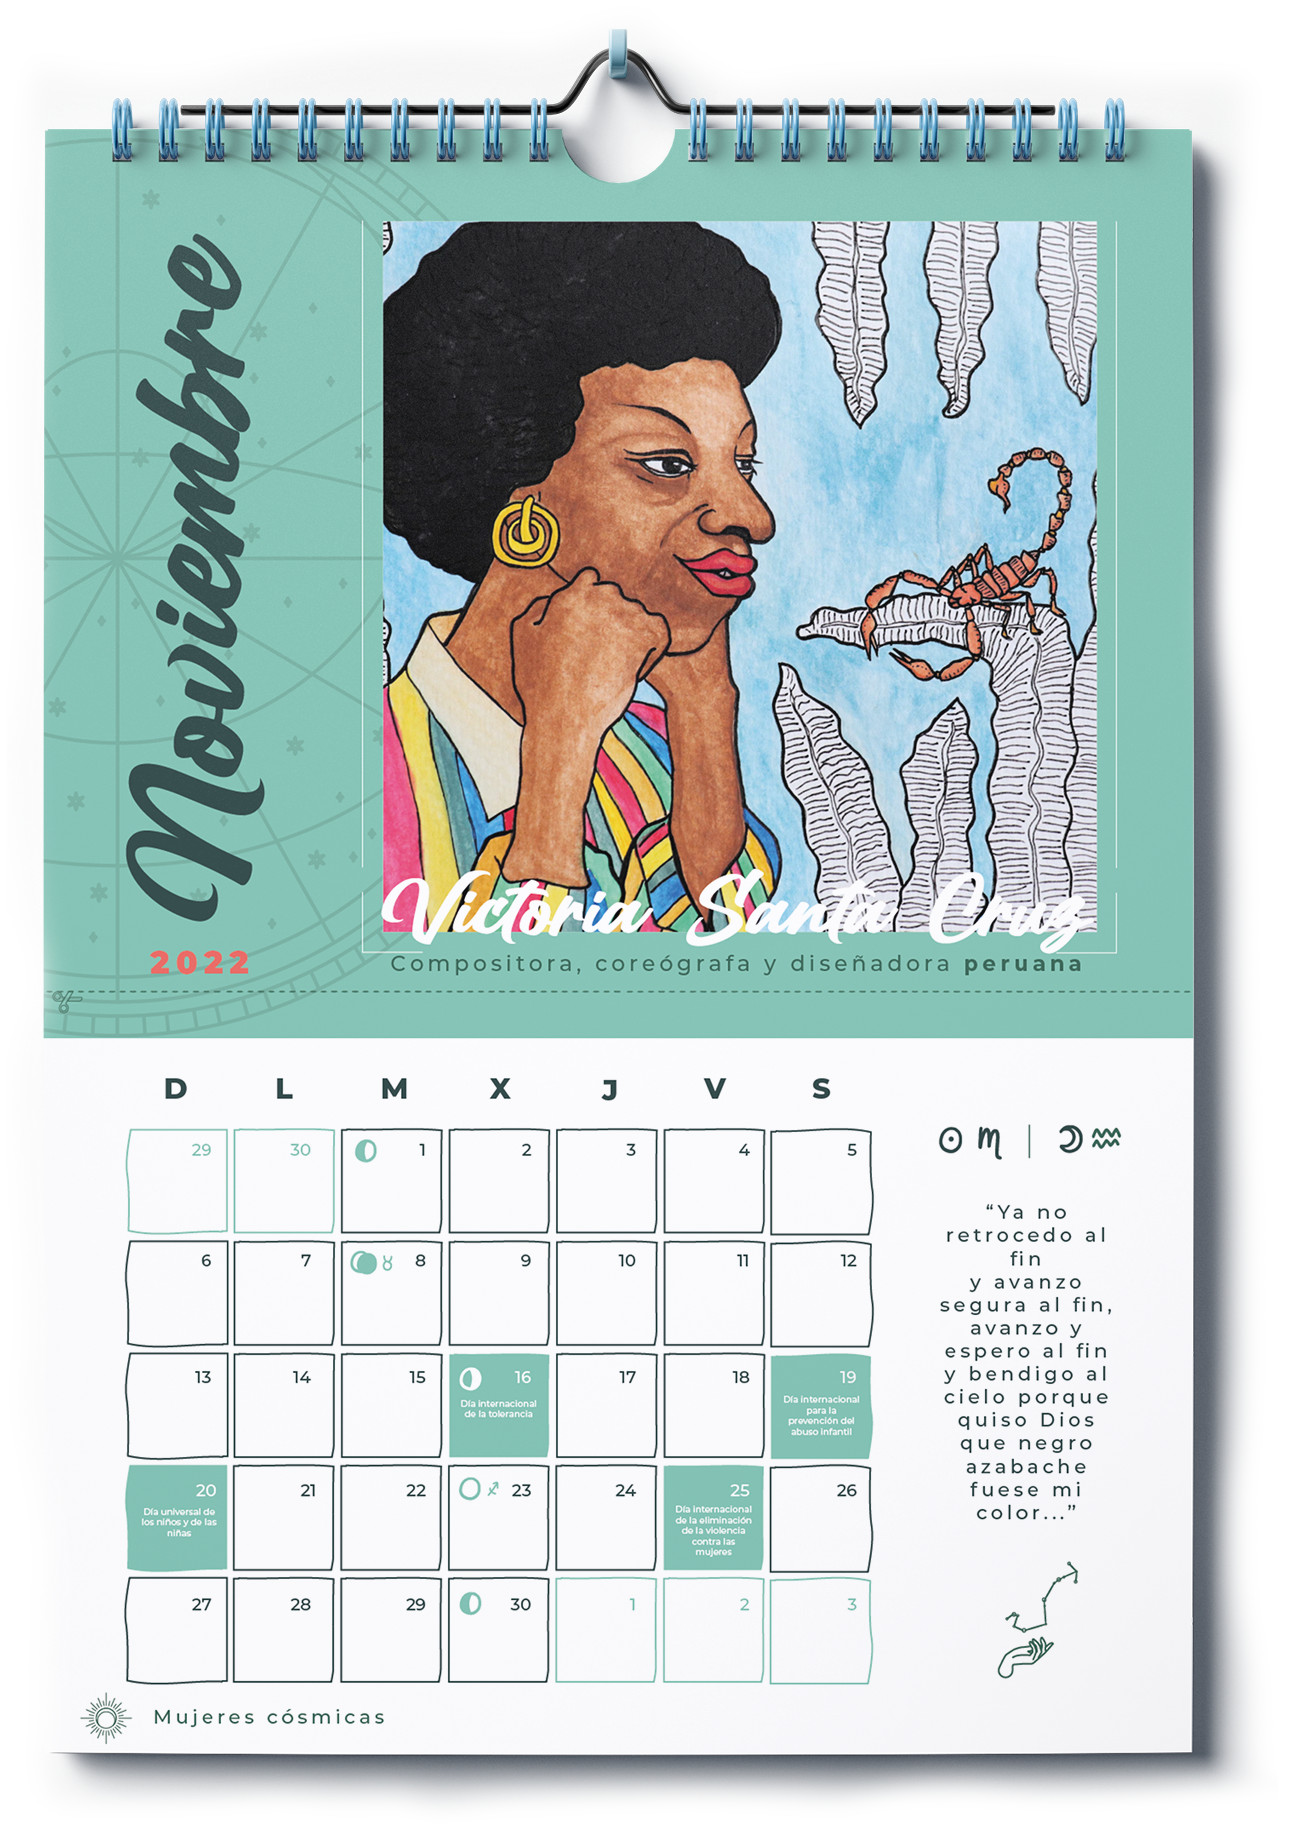 Noviembre
2022
Victoria Santa Cruz
Compositora, coreógrafa y diseñadora peruana
D L M X J V S
29 30 1 2 3 4 5
6 7 8 9 10 11 12
13 14 15 16 17 18 19
Día internacional
de la tolerancia
Día internacional
para la
prevención del
abuso infantil
20 21 22 23 24 25 26
Día universal de
los niños y de las
niñas
Día internacional
de la eliminación
de la violencia
contra las
mujeres
27 28 29 30 1 2 3
“Ya no
retrocedo al
fin
y avanzo
segura al fin,
avanzo y
espero al fin
y bendigo al
cielo porque
quiso Dios
que negro
azabache
fuese mi
color...”
Mujeres cósmicas